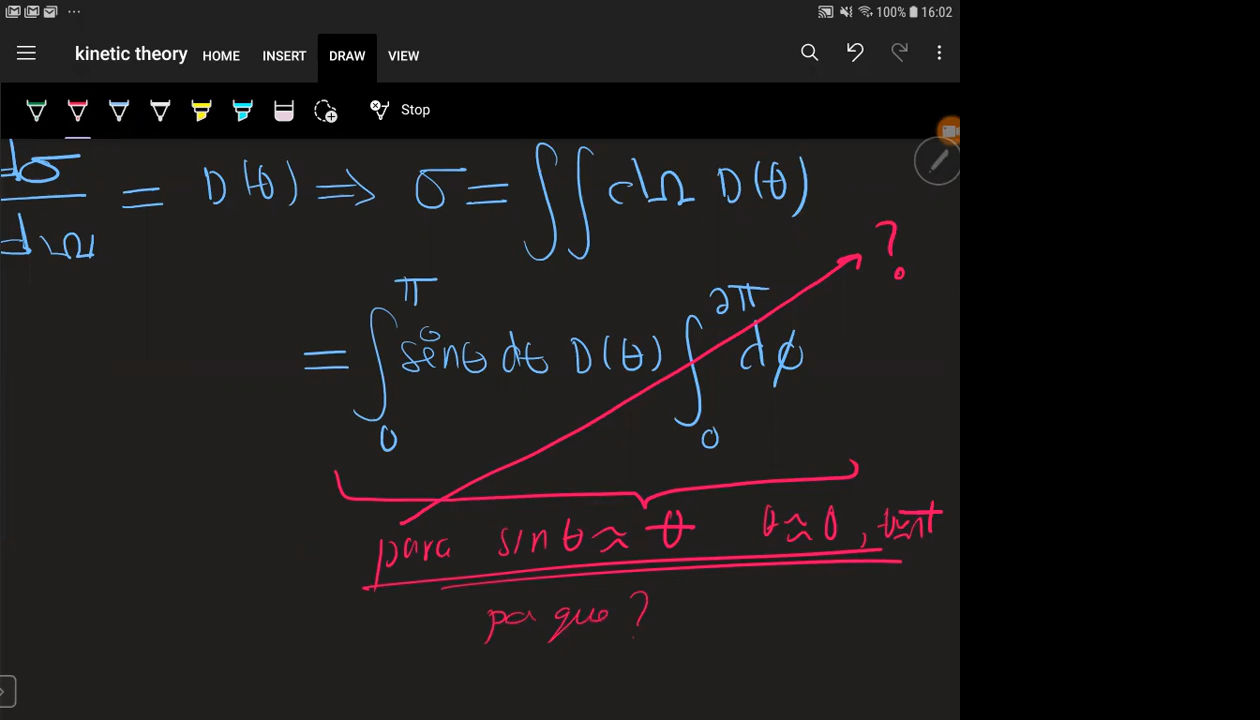 100% 16:02
kinetic theory HOME INSERT DRAW VIEW
Stop
dσ/dΩ = D(θ) ⟹ σ = ∫∫ dΩ D(θ)
?
= ∫₀^π senθ dθ D(θ) ∫₀^2π dφ
para sin θ ≈ θ θ ≈ 0, θ≈π
por que?